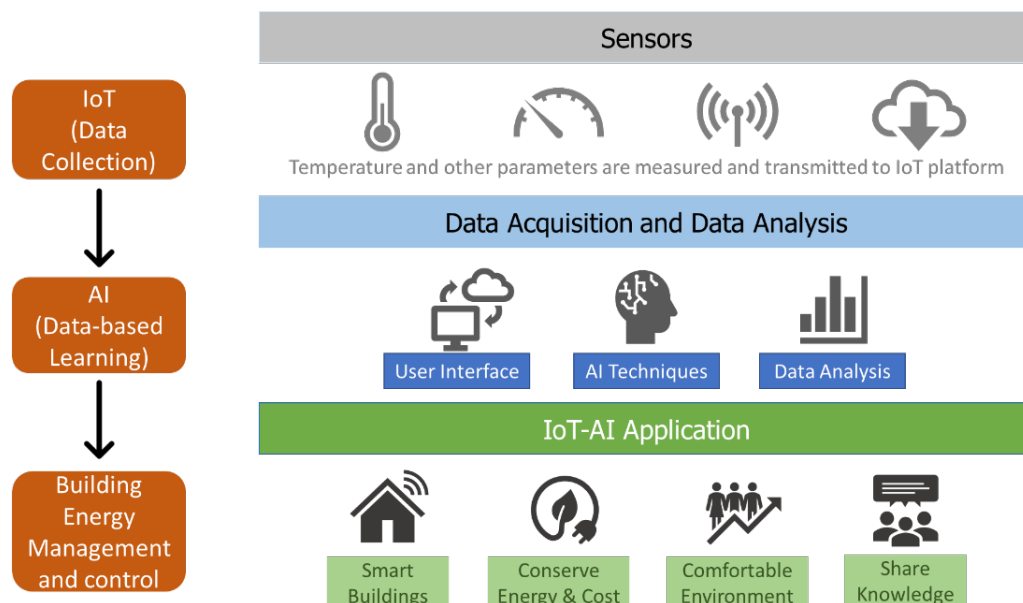 Sensors
IoT
(Data
Collection)
Temperature and other parameters are measured and transmitted to IoT platform
Data Acquisition and Data Analysis
AI
(Data-based
Learning)
User Interface
AI Techniques
Data Analysis
IoT-AI Application
Building
Energy
Management
and control
Smart
Buildings
Conserve
Energy & Cost
Comfortable
Environment
Share
Knowledge